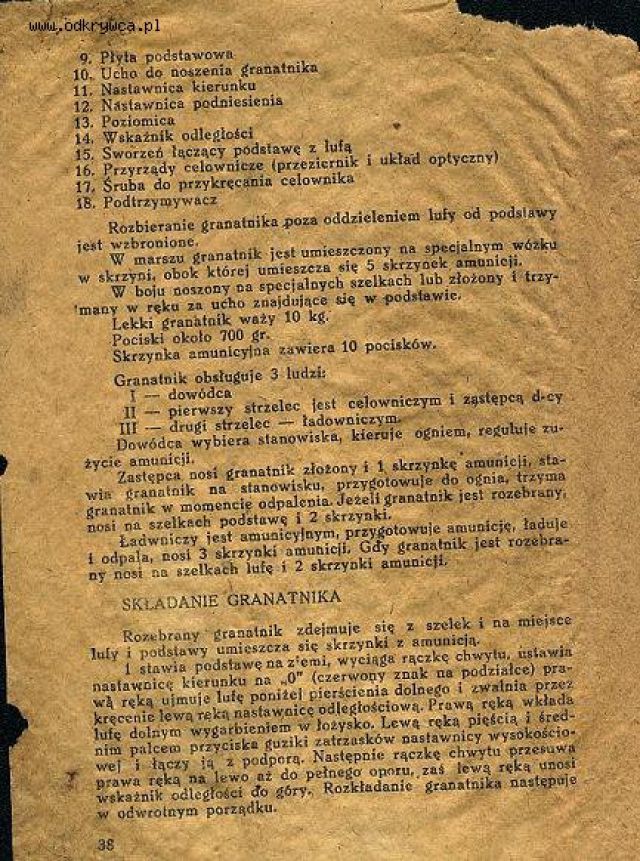 www.odkrywca.pl
9. Płyta podstawowa
10. Ucho do noszenia granatnika
11. Nastawnica kierunku
12. Nastawnica podniesienia
13. Poziomica
14. Wskaźnik odległości
15. Sworzeń łączący podstawę z lufą
16. Przyrządy celownicze (przeziernik i układ optyczny)
17. Śruba do przykręcania celownika
18. Podtrzymywacz
Rozbieranie granatnika poza oddzieleniem lufy od podstawy
jest wzbronione.
W marszu granatnik jest umieszczony na specjalnym wózku
w skrzyni, obok której umieszcza się 5 skrzynek amunicji.
W boju noszony na specjalnych szelkach lub złożony i trzy-
many w ręku za ucho znajdujące się w podstawie.
Lekki granatnik waży 10 kg.
Pociski około 700 gr.
Skrzynka amunicyjna zawiera 10 pocisków.
Granatnik obsługuje 3 ludzi:
I — dowódca
II — pierwszy strzelec jest celowniczym i zastępcą d-cy
III — drugi strzelec — ładowniczym.
Dowódca wybiera stanowiska, kieruje ogniem, reguluje zu-
życie amunicji.
Zastępca nosi granatnik złożony i 1 skrzynkę amunicji, sta-
wia granatnik na stanowisku, przygotowuje do ognia, trzyma
granatnik w momencie odpalenia. Jeżeli granatnik jest rozebrany,
nosi na szelkach podstawę i 2 skrzynki.
Ładwniczy jest amunicyjnym, przygotowuje amunicję, ładuje
i odpala, nosi 3 skrzynki amunicji. Gdy granatnik jest rozebra-
ny nosi na szelkach lufę i 2 skrzynki amunicji.
SKŁADANIE GRANATNIKA
Rozebrany granatnik zdejmuje się z szelek i na miejsce
lufy i podstawy umieszcza się skrzynki z amunicją.
1 stawia podstawę na z'emi, wyciąga rączkę chwytu, ustawia
nastawnicę kierunku na „0" (czerwony znak na podziałce) pra-
wą ręką ujmuje lufę poniżej pierścienia dolnego i zwalnia przez
kręcenie lewą ręką nastawnicę odległościową. Prawą ręką wkłada
lufę dolnym wygarbieniem w łożysko. Lewą ręką pięścią i śred-
nim palcem przyciska guziki zatrzasków nastawnicy wysokościo-
wej i łączy ją z podporą. Następnie rączkę chwytu przesuwa
prawa ręką na lewo aż do pełnego oporu, zaś lewą ręką unosi
wskaźnik odległości do góry. Rozkładanie granatnika następuje
w odwrotnym porządku.
38